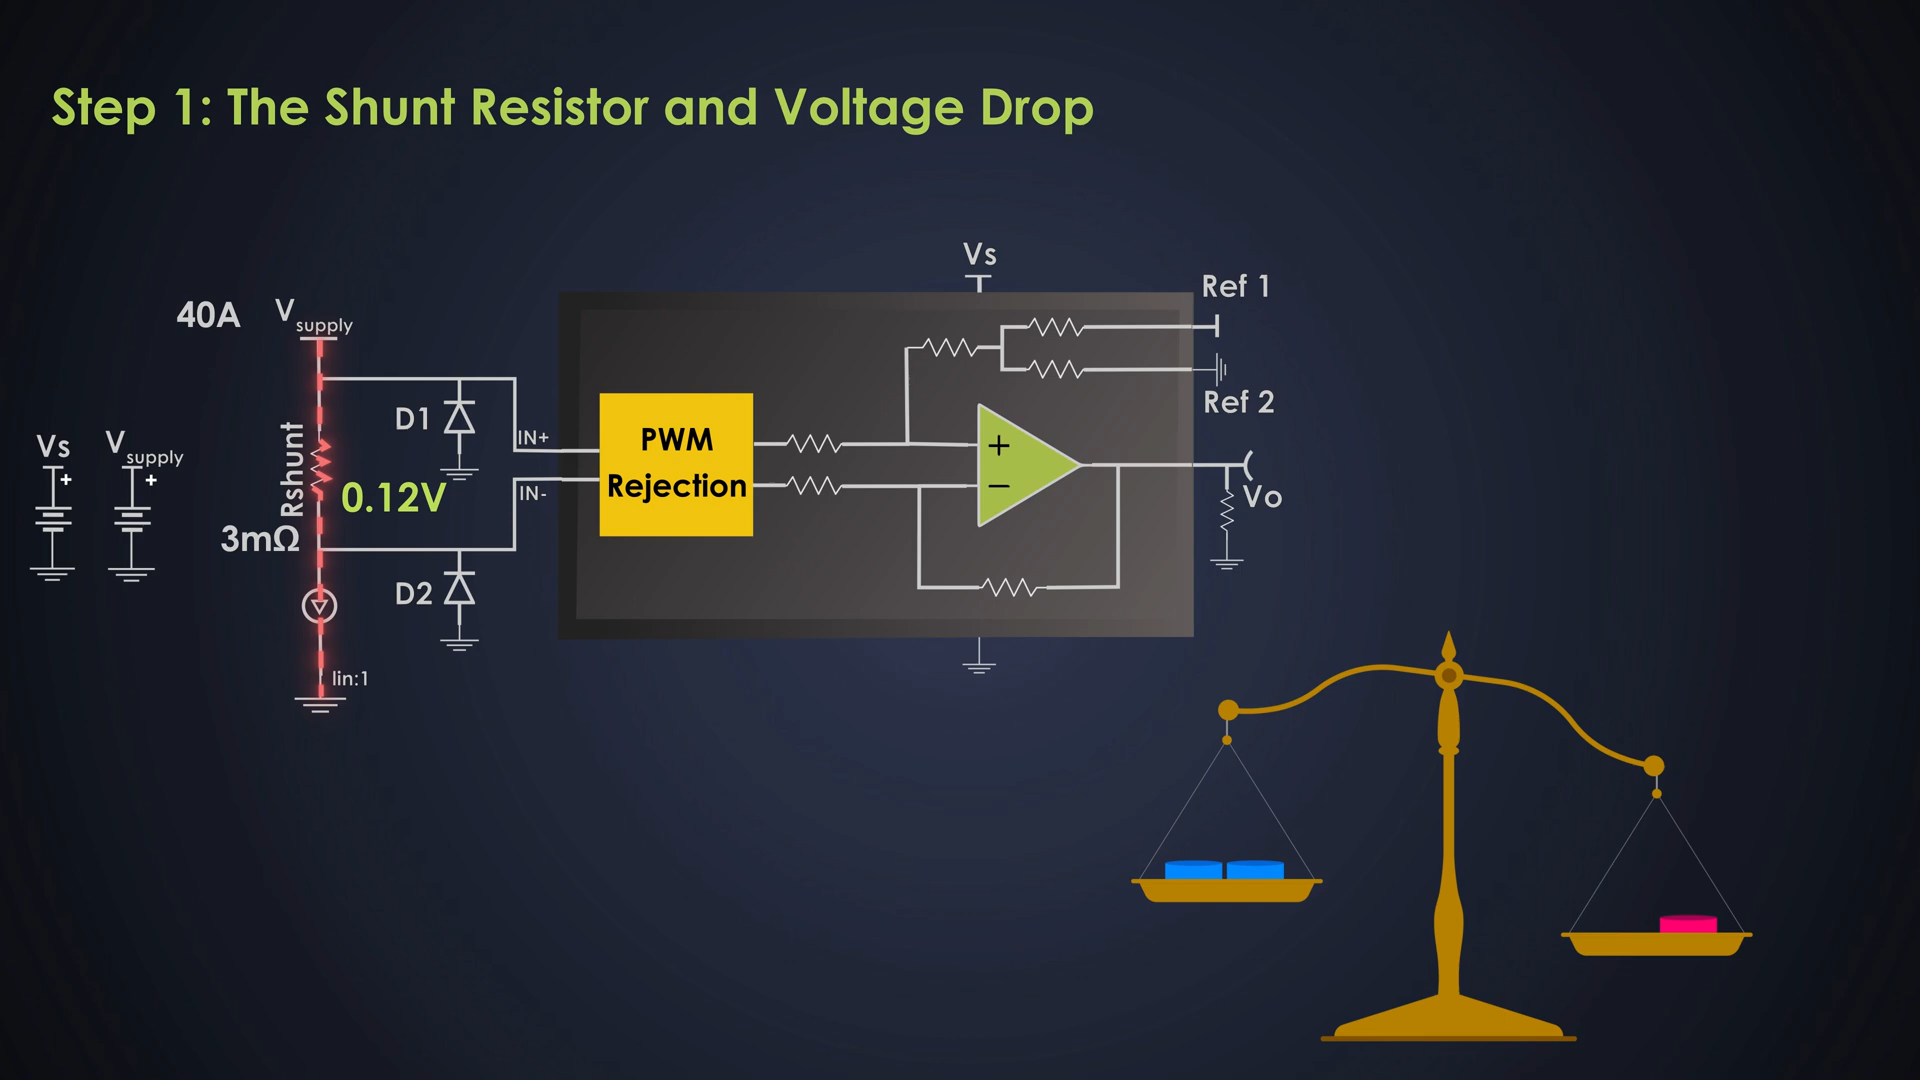 Step 1: The Shunt Resistor and Voltage Drop
Vs
Ref 1
40A
Vsupply
D1
IN+
PWM
Rejection
+
−
Ref 2
Vs
+
Vsupply
+
Rshunt
0.12V
IN-
Vo
3mΩ
D2
Iin:1